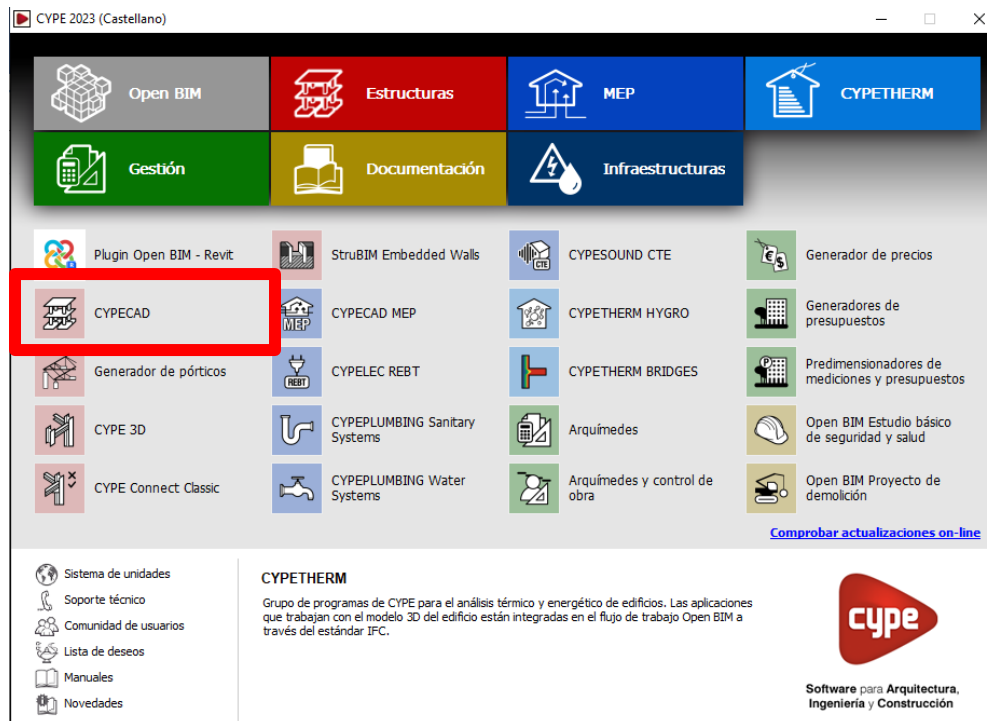 CYPE 2023 (Castellano)
Open BIM
Estructuras
MEP
CYPETHERM
Gestión
Documentación
Infraestructuras
Plugin Open BIM - Revit
StruBIM Embedded Walls
CTE
CYPESOUND CTE
€
$
Generador de precios
CYPECAD
MEP
CYPECAD MEP
CYPETHERM HYGRO
Generadores de
presupuestos
Generador de pórticos
REBT
CYPELEC REBT
CYPETHERM BRIDGES
P
Predimensionadores de
mediciones y presupuestos
CYPE 3D
CYPEPLUMBING Sanitary
Systems
Arquímedes
Open BIM Estudio básico
de seguridad y salud
CYPE Connect Classic
CYPEPLUMBING Water
Systems
Arquímedes y control de
obra
Open BIM Proyecto de
demolición
Comprobar actualizaciones on-line
Sistema de unidades
Soporte técnico
Comunidad de usuarios
Lista de deseos
Manuales
Novedades
CYPETHERM
Grupo de programas de CYPE para el análisis térmico y energético de edificios. Las aplicaciones
que trabajan con el modelo 3D del edificio están integradas en el flujo de trabajo Open BIM a
través del estándar IFC.
cype
Software para Arquitectura,
Ingeniería y Construcción